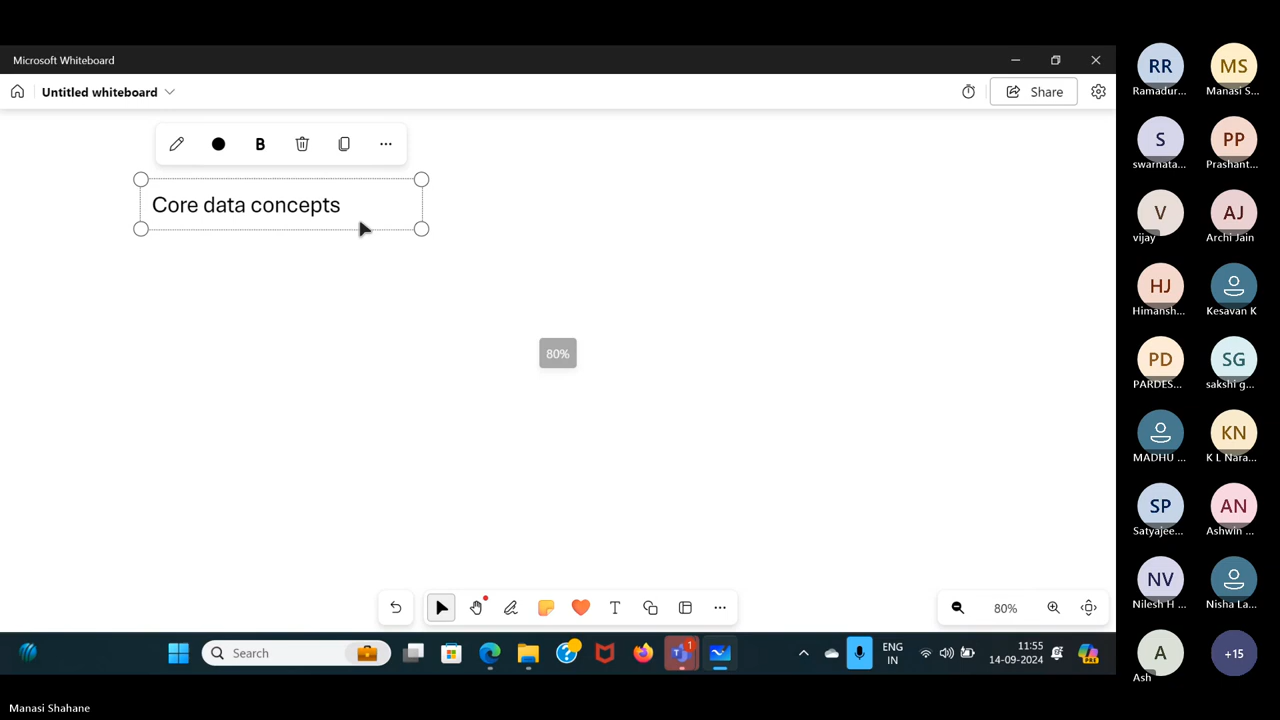 Microsoft Whiteboard
Untitled whiteboard
Share
B
Core data concepts
80%
T
80%
Search
1
ENG
IN
11:55
14-09-2024
PRE
RR
Ramadur...
MS
Manasi S...
S
swarnata...
PP
Prashant...
V
vijay
AJ
Archi Jain
HJ
Himansh...
Kesavan K
PD
PARDES...
SG
sakshi g...
MADHU ...
KN
K L Nara...
SP
Satyajee...
AN
Ashwin ...
NV
Nilesh H ...
Nisha La...
A
Ash
+15
Manasi Shahane